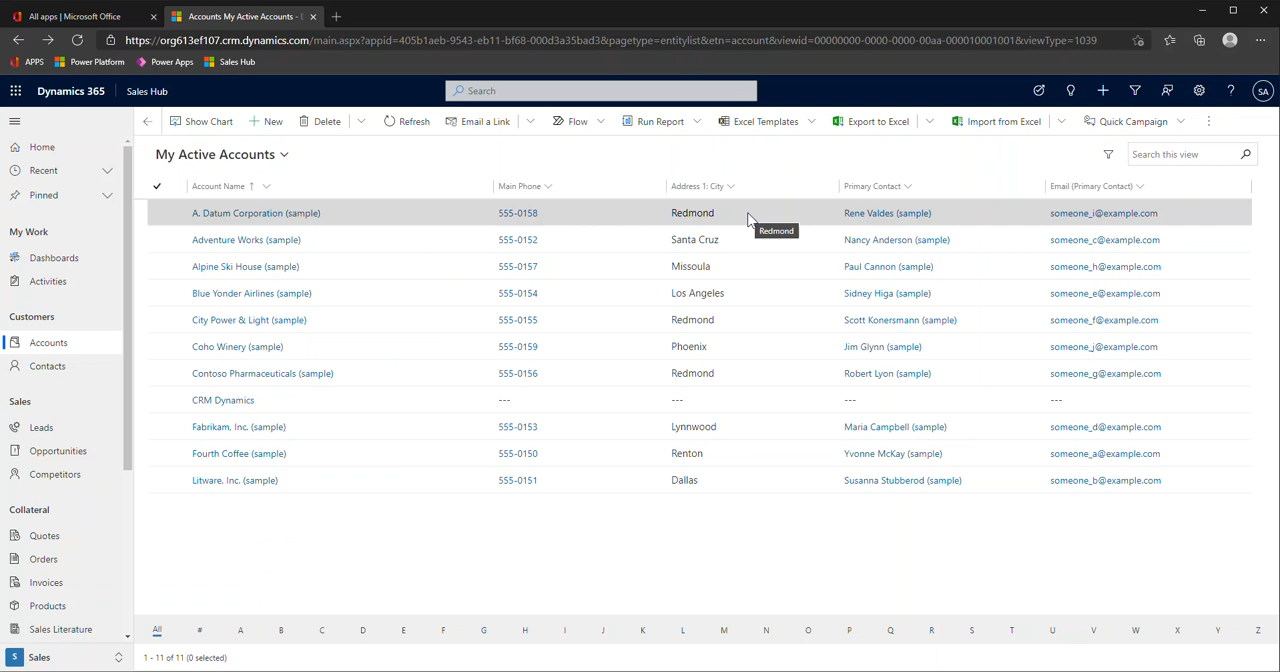 All apps | Microsoft Office
Accounts My Active Accounts -
https://org613ef107.crm.dynamics.com/main.aspx?appid=405b1aeb-9543-eb11-bf68-000d3a35bad3&pagetype=entitylist&etn=account&viewid=00000000-0000-0000-00aa-000010001001&viewType=1039
APPS Power Platform Power Apps Sales Hub
Dynamics 365 Sales Hub Search ? SA
Show Chart New Delete Refresh Email a Link Flow Run Report Excel Templates Export to Excel Import from Excel Quick Campaign
Home
Recent
Pinned
My Work
Dashboards
Activities
Customers
Accounts
Contacts
Sales
Leads
Opportunities
Competitors
Collateral
Quotes
Orders
Invoices
Products
Sales Literature
S Sales
My Active Accounts Search this view
Account Name Main Phone Address 1: City Primary Contact Email (Primary Contact)
A. Datum Corporation (sample) 555-0158 Redmond Rene Valdes (sample) someone_i@example.com
Redmond
Adventure Works (sample) 555-0152 Santa Cruz Nancy Anderson (sample) someone_c@example.com
Alpine Ski House (sample) 555-0157 Missoula Paul Cannon (sample) someone_h@example.com
Blue Yonder Airlines (sample) 555-0154 Los Angeles Sidney Higa (sample) someone_e@example.com
City Power & Light (sample) 555-0155 Redmond Scott Konersmann (sample) someone_f@example.com
Coho Winery (sample) 555-0159 Phoenix Jim Glynn (sample) someone_j@example.com
Contoso Pharmaceuticals (sample) 555-0156 Redmond Robert Lyon (sample) someone_g@example.com
CRM Dynamics --- --- --- ---
Fabrikam, Inc. (sample) 555-0153 Lynnwood Maria Campbell (sample) someone_d@example.com
Fourth Coffee (sample) 555-0150 Renton Yvonne McKay (sample) someone_a@example.com
Litware, Inc. (sample) 555-0151 Dallas Susanna Stubberod (sample) someone_b@example.com
All # A B C D E F G H I J K L M N O P Q R S T U V W X Y Z
1 - 11 of 11 (0 selected)